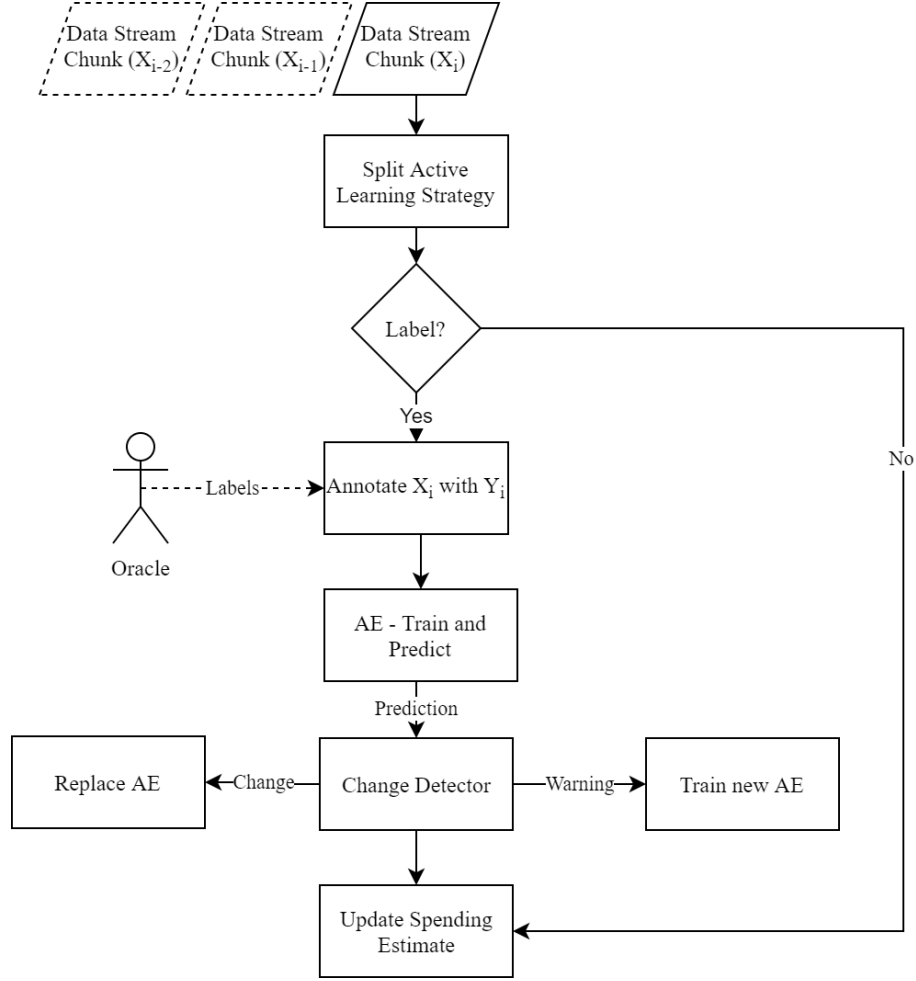 Data Stream
Chunk (Xi-2)
Data Stream
Chunk (Xi-1)
Data Stream
Chunk (Xi)
Split Active
Learning Strategy
Label?
Yes
No
Labels
Annotate Xi with Yi
Oracle
AE - Train and
Predict
Prediction
Replace AE
Change
Change Detector
Warning
Train new AE
Update Spending
Estimate